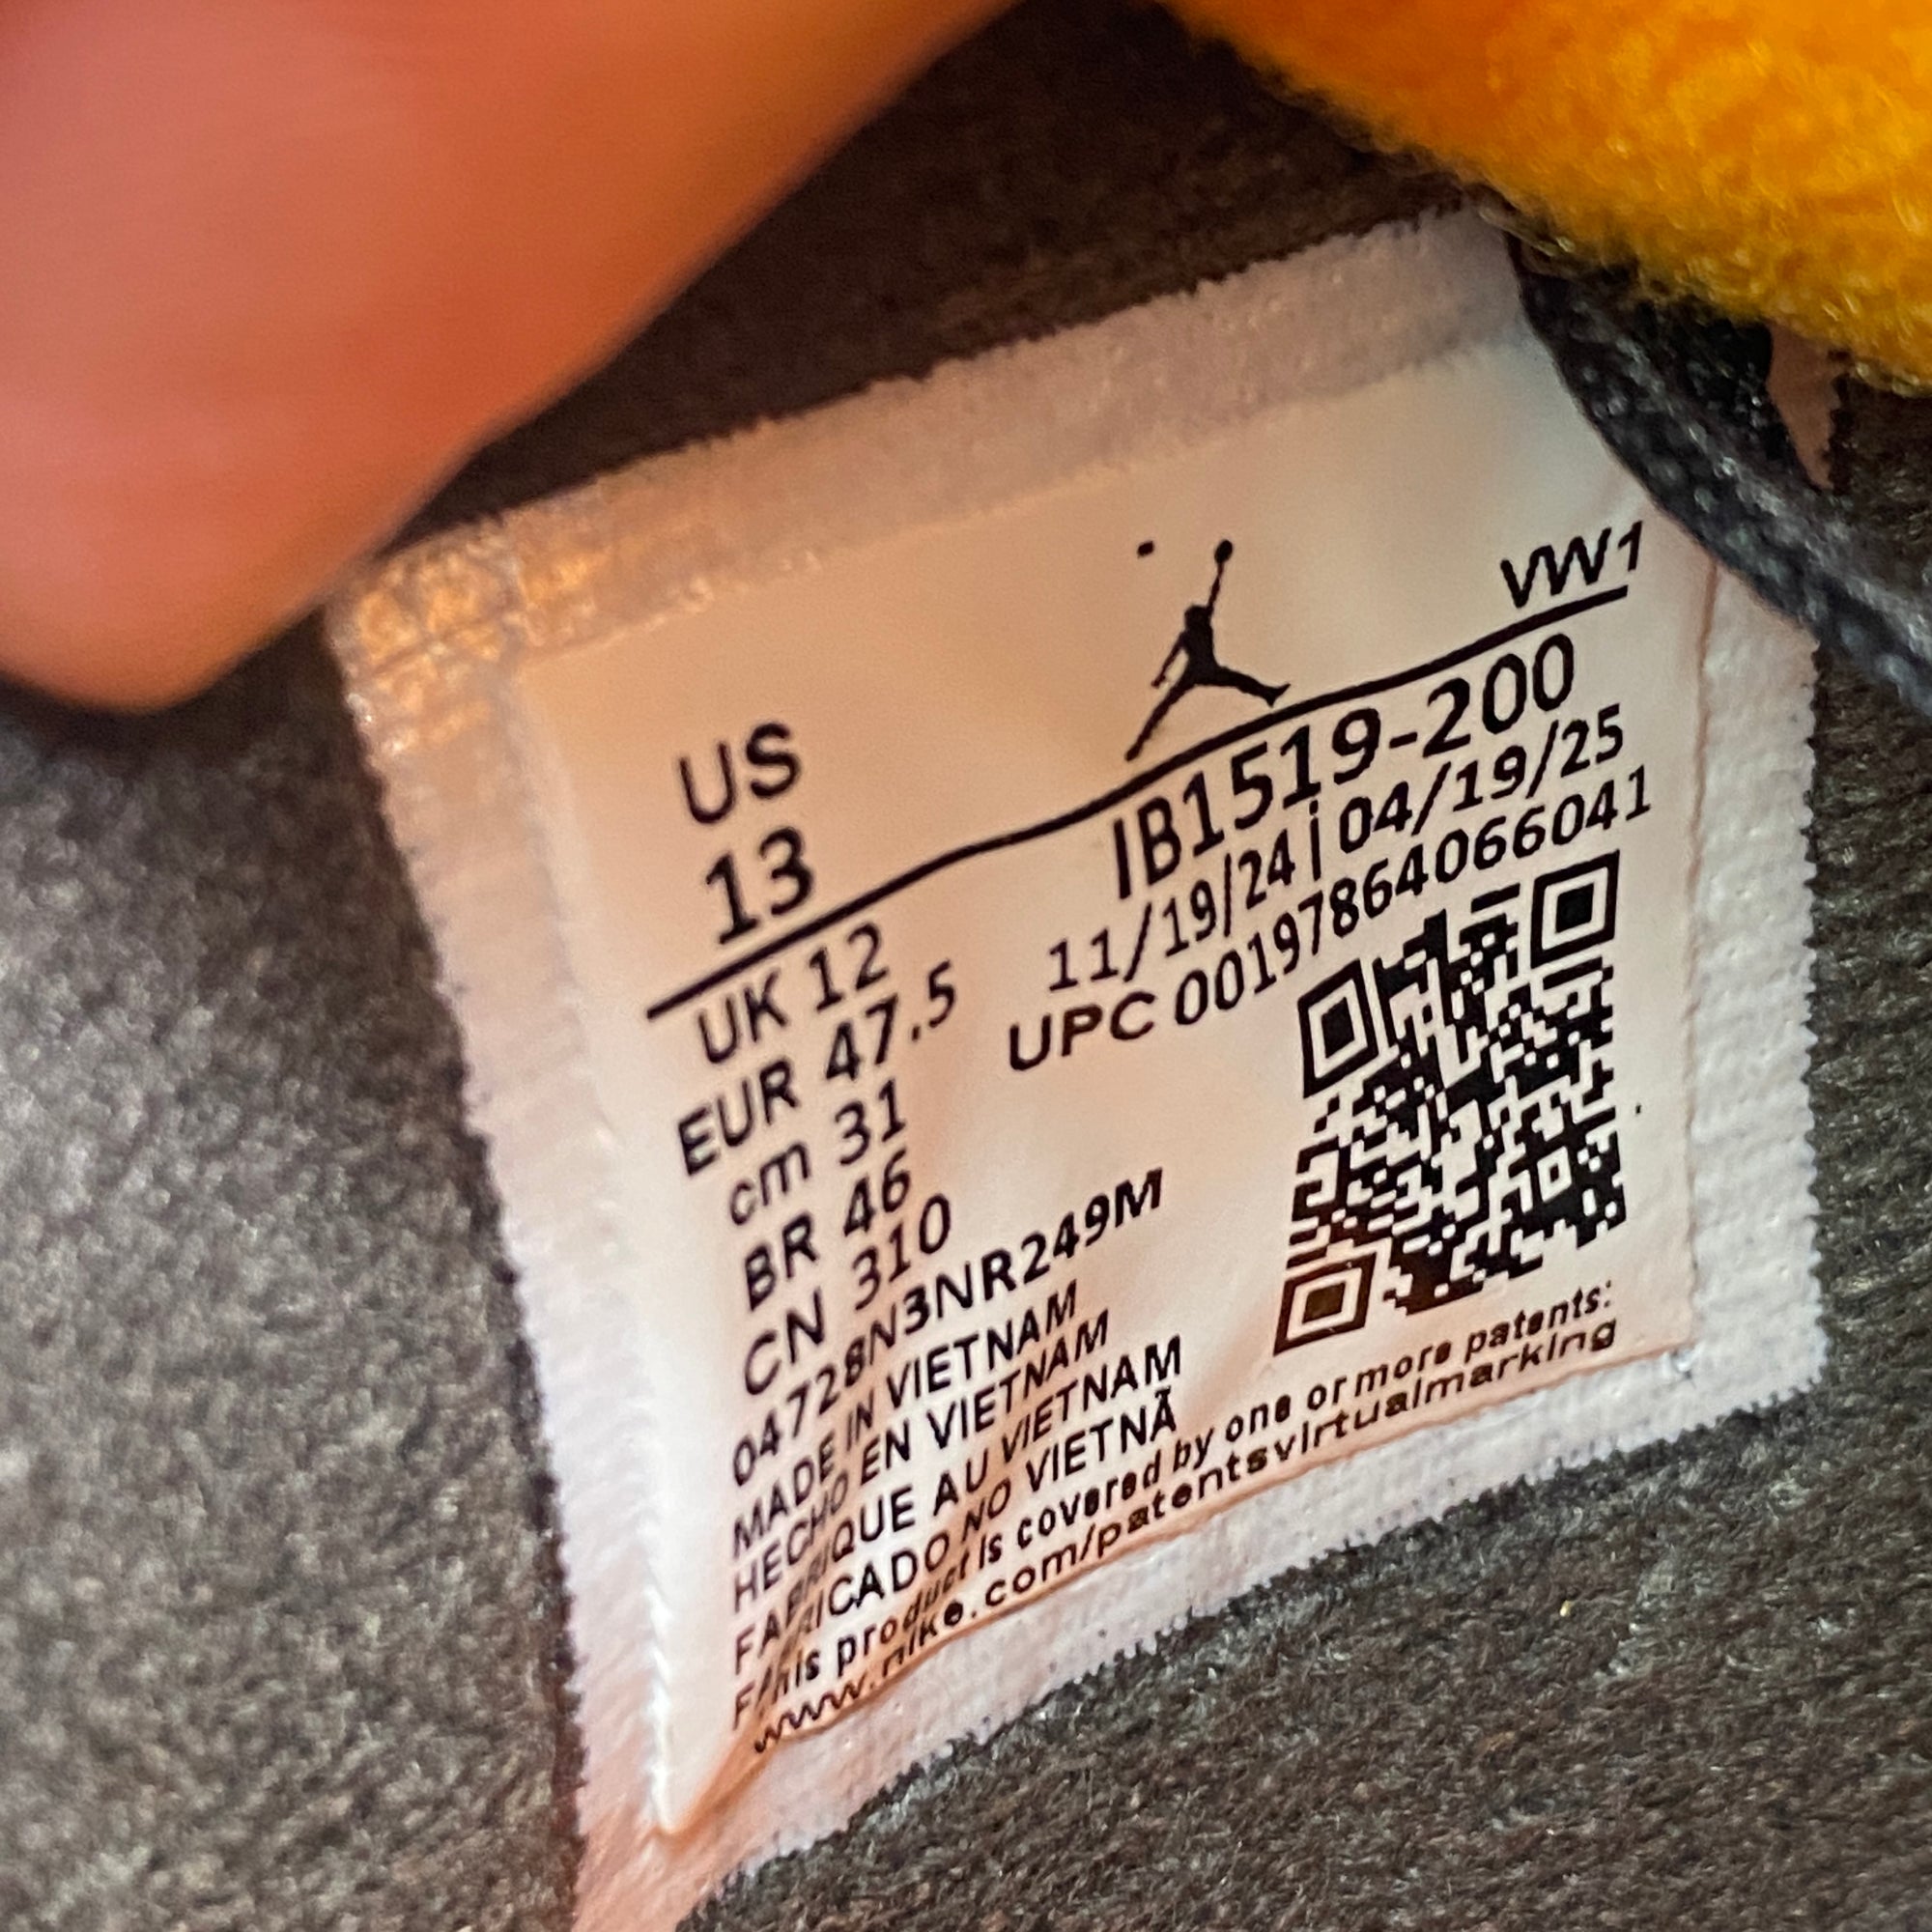 VW1
US
13
IB1519-200
11/19/24|04/19/25
UPC 00197864066041
UK 12
EUR 47.5
cm 31
BR 46
CN 310
04728N3NR249M
MADE IN VIETNAM
HECHO EN VIETNAM
FABRIQUE AU VIETNAM
FABRICADO NO VIETNÃ
This product is covered by one or more patents:
www.nike.com/patentsvirtualmarking